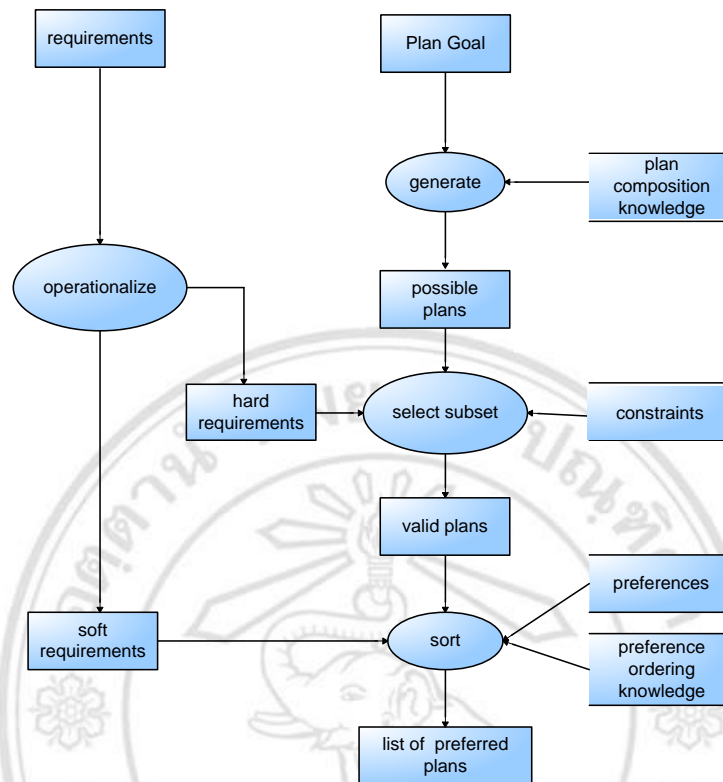 requirements
Plan Goal
generate
plan
composition
knowledge
operationalize
possible
plans
hard
requirements
select subset
constraints
valid plans
preferences
soft
requirements
sort
preference
ordering
knowledge
list of preferred
plans